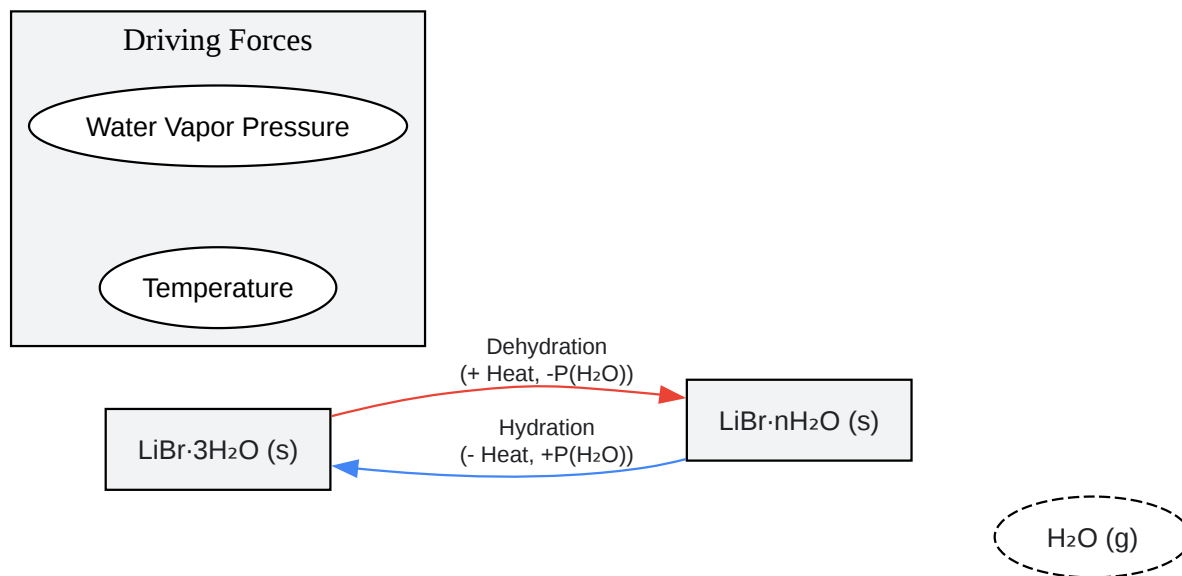 Driving Forces
Water Vapor Pressure
Temperature
Dehydration
(+ Heat, -P(H₂O))
LiBr·nH₂O (s)
Hydration
(- Heat, +P(H₂O))
LiBr·3H₂O (s)
H₂O (g)